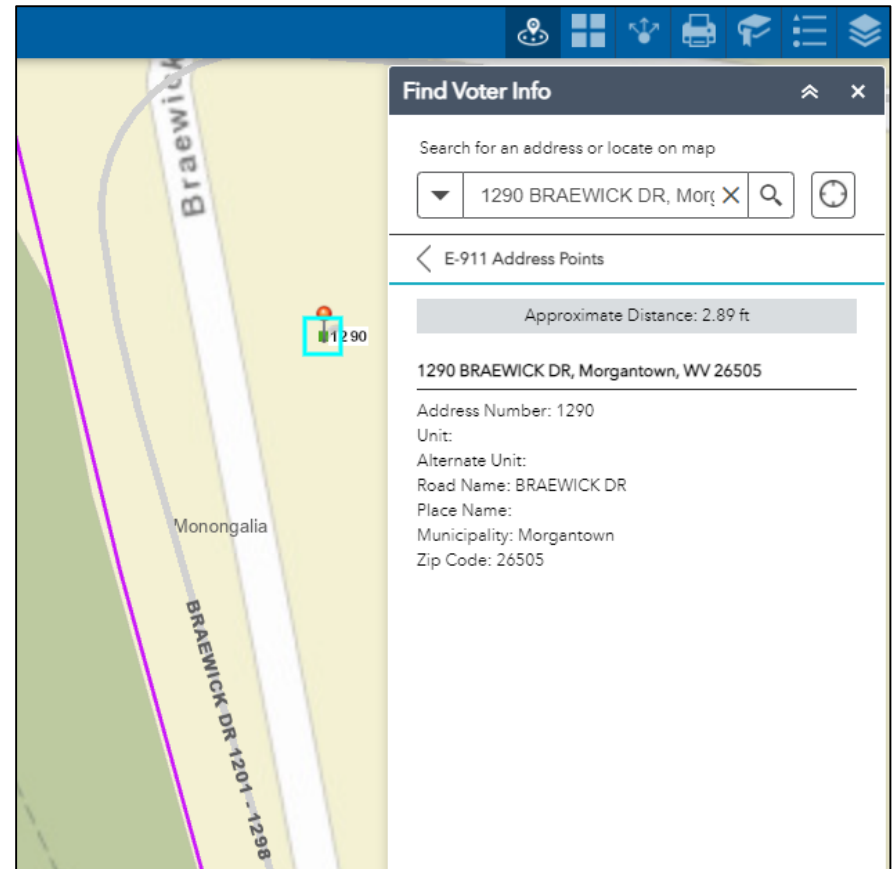 Braewick
1290
Monongalia
BRAEWICK DR 1201 - 1298
Find Voter Info
Search for an address or locate on map
1290 BRAEWICK DR, Morg
E-911 Address Points
Approximate Distance: 2.89 ft
1290 BRAEWICK DR, Morgantown, WV 26505
Address Number: 1290
Unit:
Alternate Unit:
Road Name: BRAEWICK DR
Place Name:
Municipality: Morgantown
Zip Code: 26505